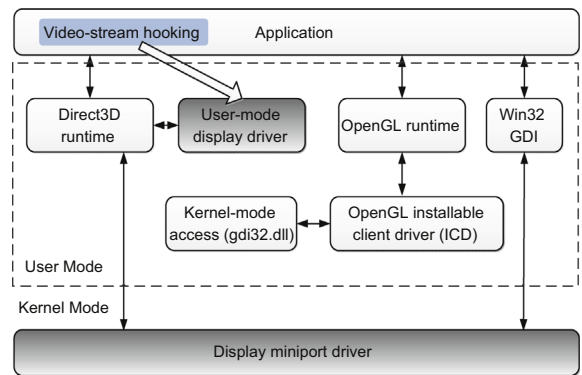 Video-stream hooking
Application
Direct3D
runtime
User-mode
display driver
OpenGL runtime
Win32
GDI
Kernel-mode
access (gdi32.dll)
OpenGL installable
client driver (ICD)
User Mode
Kernel Mode
Display miniport driver